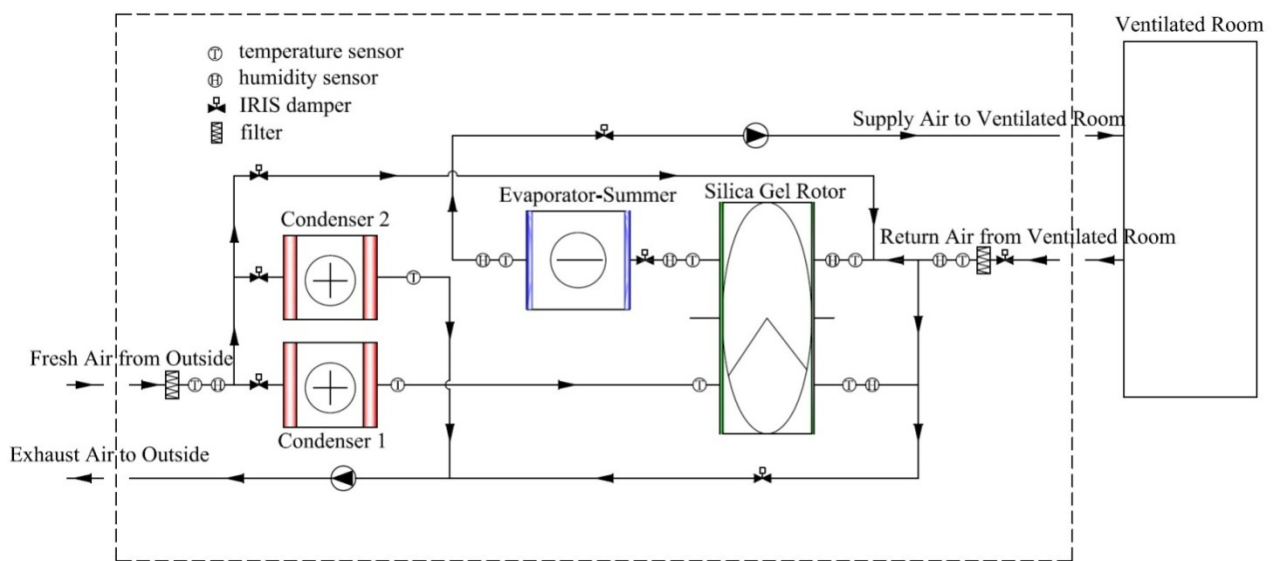 Ventilated Room
T temperature sensor
H humidity sensor
IRIS damper
filter
Supply Air to Ventilated Room
Evaporator-Summer
Silica Gel Rotor
Condenser 2
Return Air from Ventilated Room
H T
H T
H T
H T
T
Fresh Air from Outside
T H
T
T
T H
Condenser 1
Exhaust Air to Outside